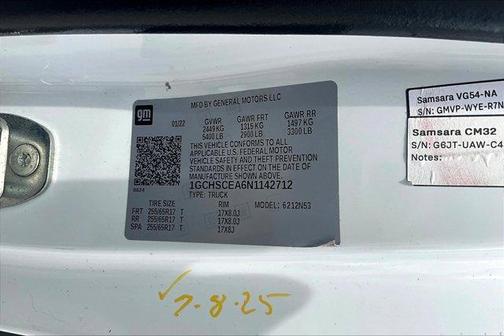 gm
MFD BY GENERAL MOTORS LLC
01/22
GVWR GAWR FRT GAWR RR
2449 KG 1315 KG 1497 KG
5400 LB 2900 LB 3300 LB
THIS VEHICLE CONFORMS TO ALL
APPLICABLE U.S. FEDERAL MOTOR
VEHICLE SAFETY AND THEFT PREVENTION
STANDARDS IN EFFECT ON THE DATE OF
MANUFACTURE SHOWN ABOVE.
1GCHSCEA6N1142712
TYPE: TRUCK
MODEL: 6212N53
TIRE SIZE RIM
FRT 255/65R17 T 17X8.0J
RR 255/65R17 T 17X8.0J
SPA 255/65R17 T 17X8J
Samsara VG54-NA
S/N: GMVP-WYE-R7N
Samsara CM32
S/N: G6JT-UAW-C4
Notes:
7-8-25